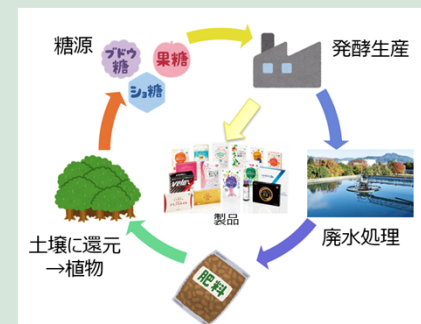 糖源
ブドウ
糖
果糖
ショ糖
発酵生産
製品
廃水処理
肥料
土壌に還元
→植物